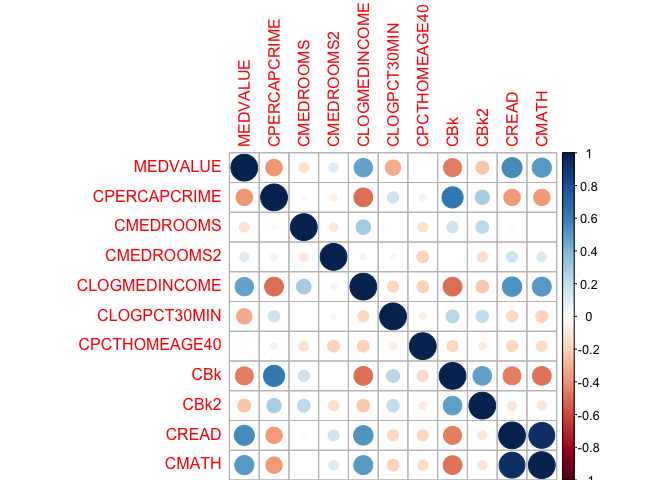 MEDVALUE
CPERCAPCRIME
CMEDROOMS
CMEDROOMS2
CLOGMEDINCOME
CLOGPCT30MIN
CPCTHOMEAGE40
CBk
CBk2
CREAD
CMATH
MEDVALUE
CPERCAPCRIME
CMEDROOMS
CMEDROOMS2
CLOGMEDINCOME
CLOGPCT30MIN
CPCTHOMEAGE40
CBk
CBk2
CREAD
CMATH
1
0.8
0.6
0.4
0.2
0
-0.2
-0.4
-0.6
-0.8
-1